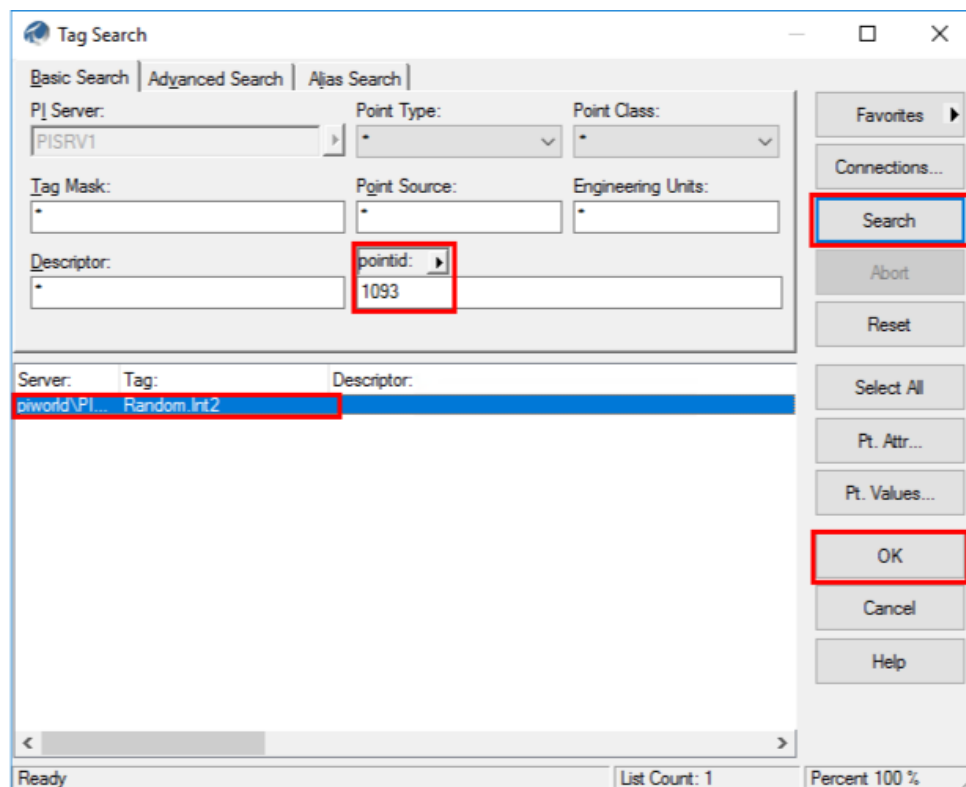 Tag Search
Basic Search Advanced Search Alias Search
PI Server: Point Type: Point Class:
PISRV1 * *
Tag Mask: Point Source: Engineering Units:
* * *
Descriptor: pointid:
* 1093
Favorites
Connections...
Search
Abort
Reset
Select All
Pt. Attr...
Pt. Values...
OK
Cancel
Help
Server: Tag: Descriptor:
piworld\PI... Random.Int2
Ready List Count: 1 Percent 100 %